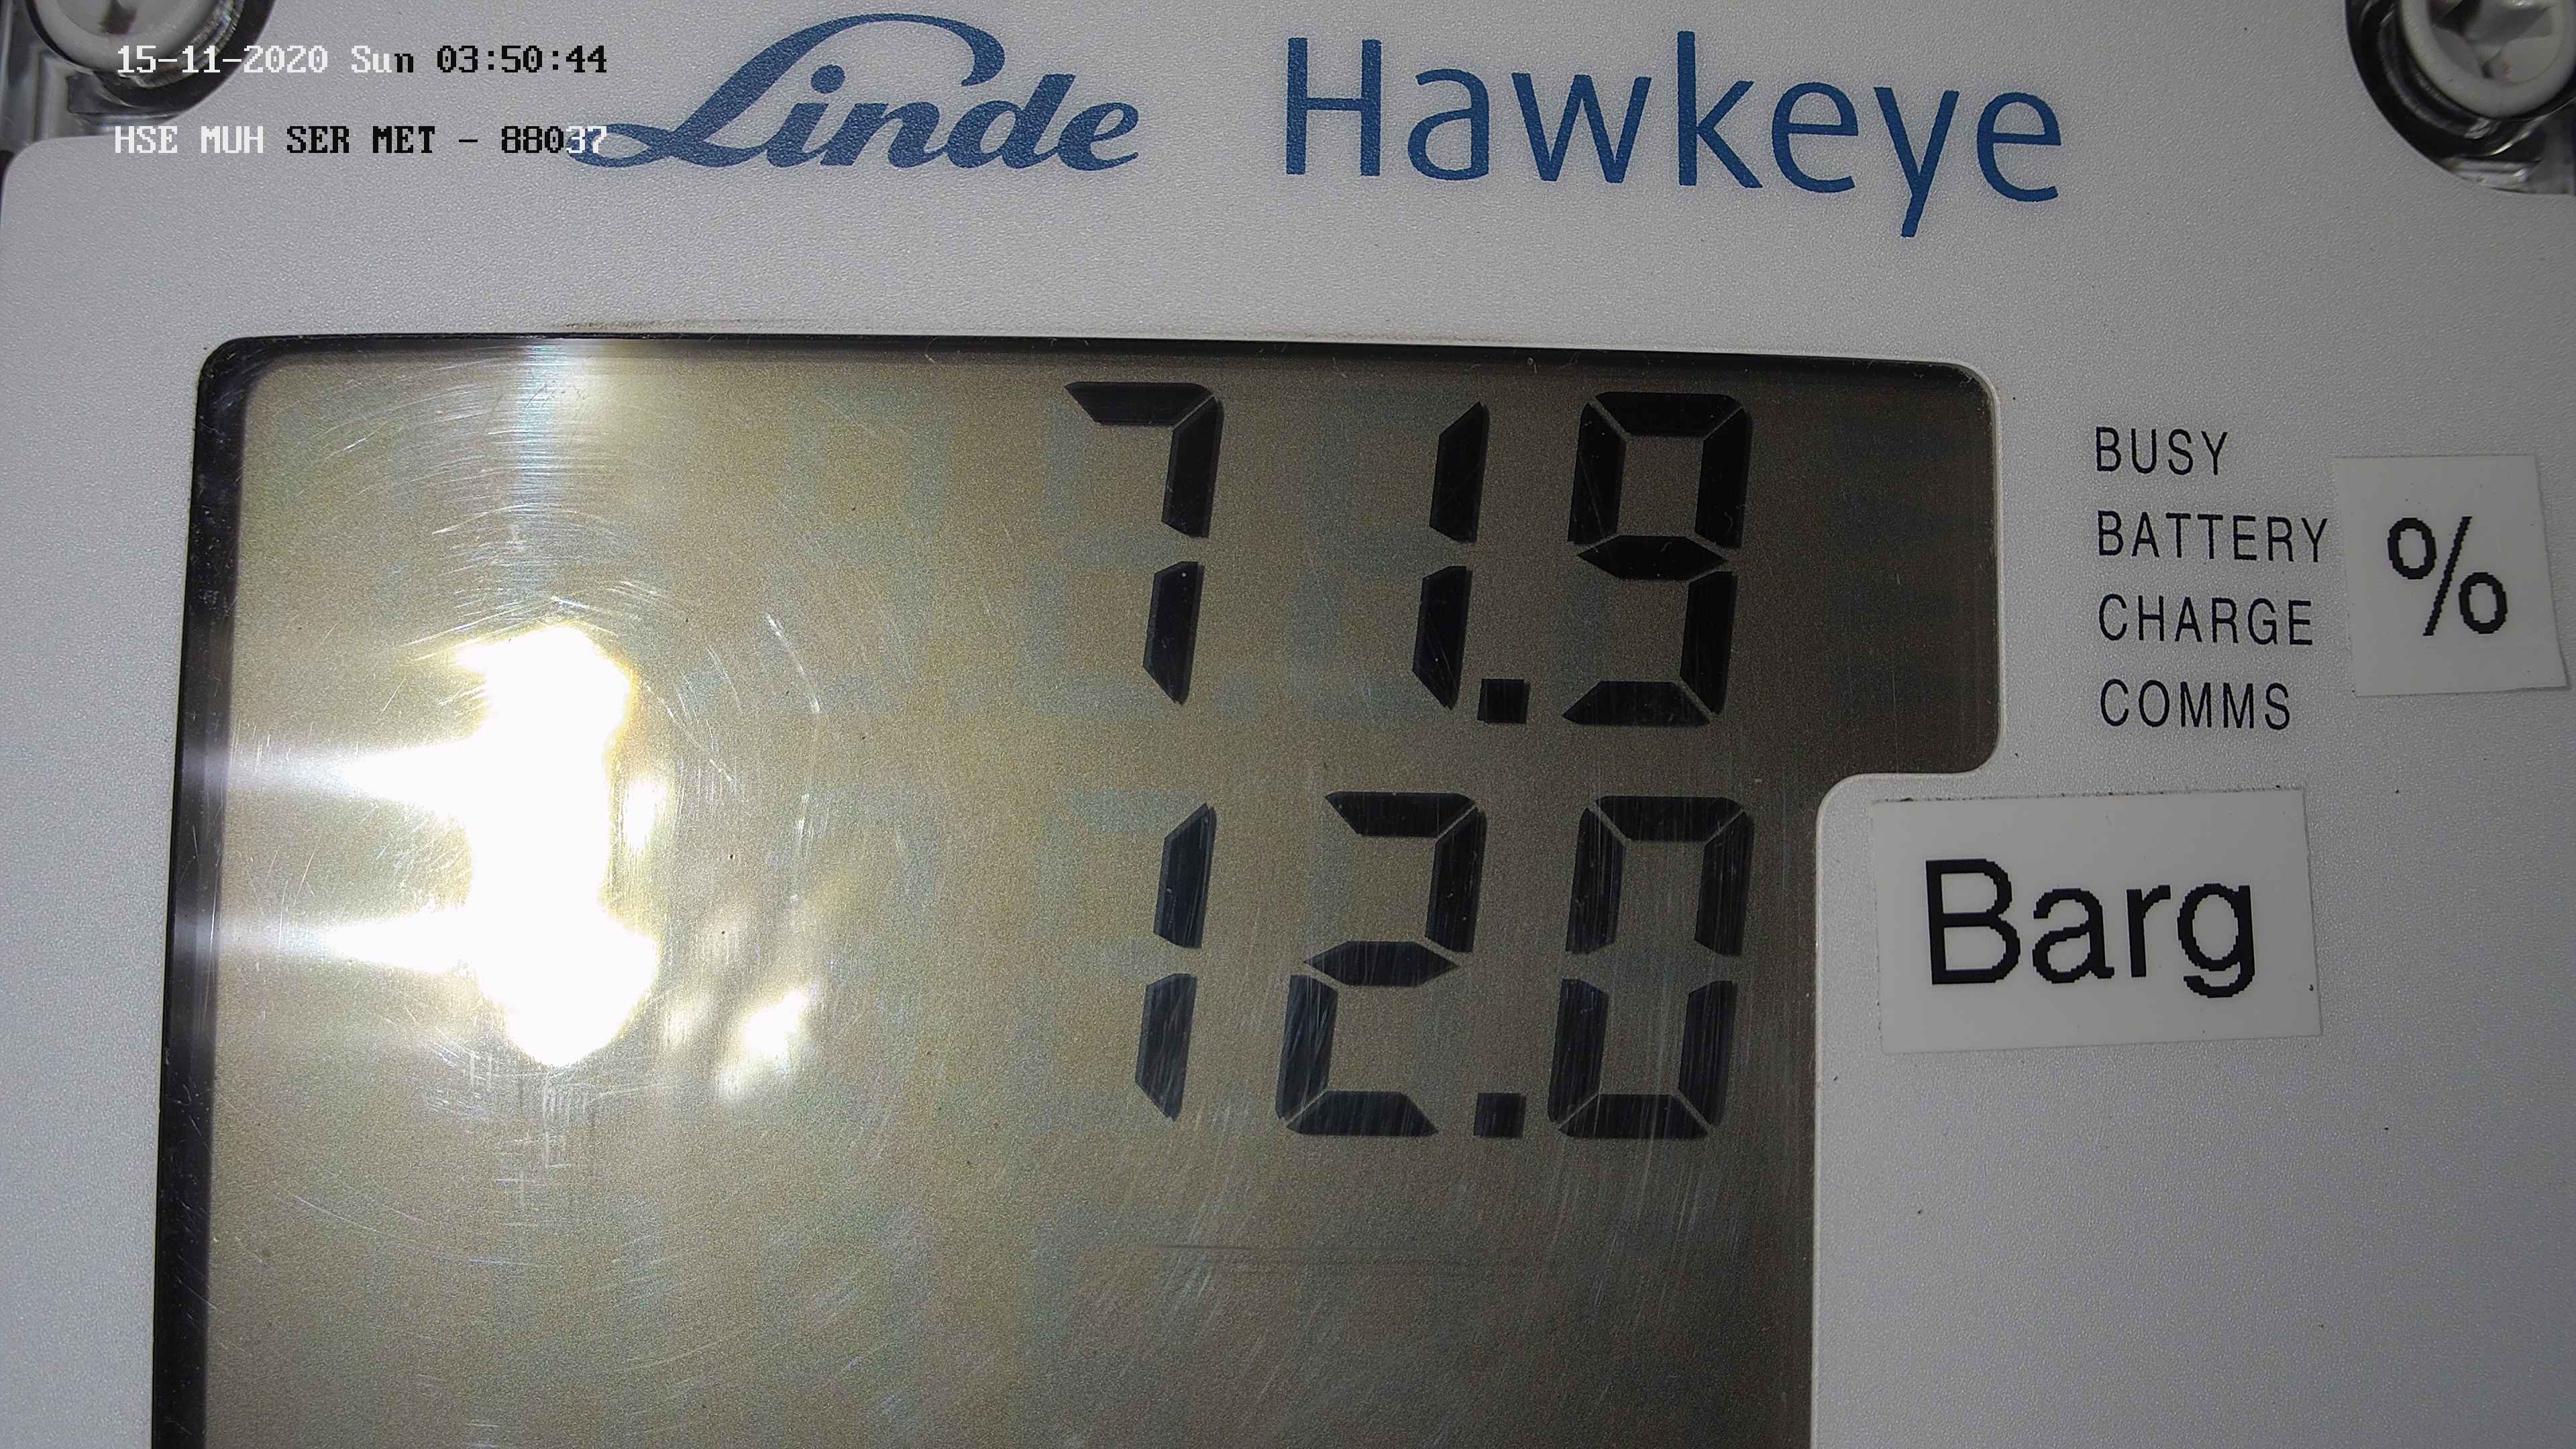 15-11-2020 Sun 03:50:44
HSE MUH SER MET - 88037
Linde Hawkeye
71.9
BUSY
BATTERY
CHARGE
COMMS
%
12.0
Barg